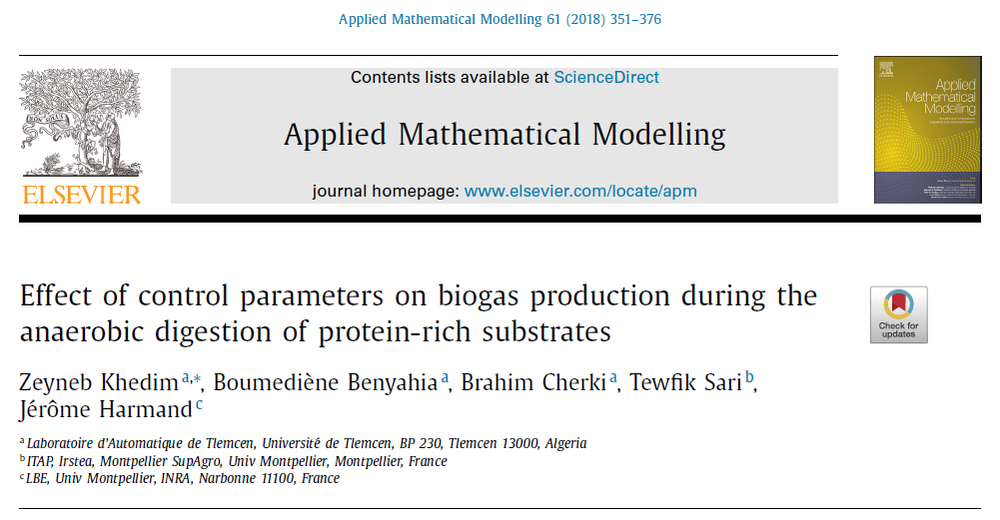 Applied Mathematical Modelling 61 (2018) 351–376
Contents lists available at ScienceDirect
Applied Mathematical Modelling
journal homepage: www.elsevier.com/locate/apm
ELSEVIER
Applied
Mathematical
Modelling
Effect of control parameters on biogas production during the
anaerobic digestion of protein-rich substrates
Check for
updates
Zeyneb Khedim a,*, Boumediène Benyahia a, Brahim Cherki a, Tewfik Sari b,
Jérôme Harmand c
a Laboratoire d'Automatique de Tlemcen, Université de Tlemcen, BP 230, Tlemcen 13000, Algeria
b ITAP, Irstea, Montpellier SupAgro, Univ Montpellier, Montpellier, France
c LBE, Univ Montpellier, INRA, Narbonne 11100, France